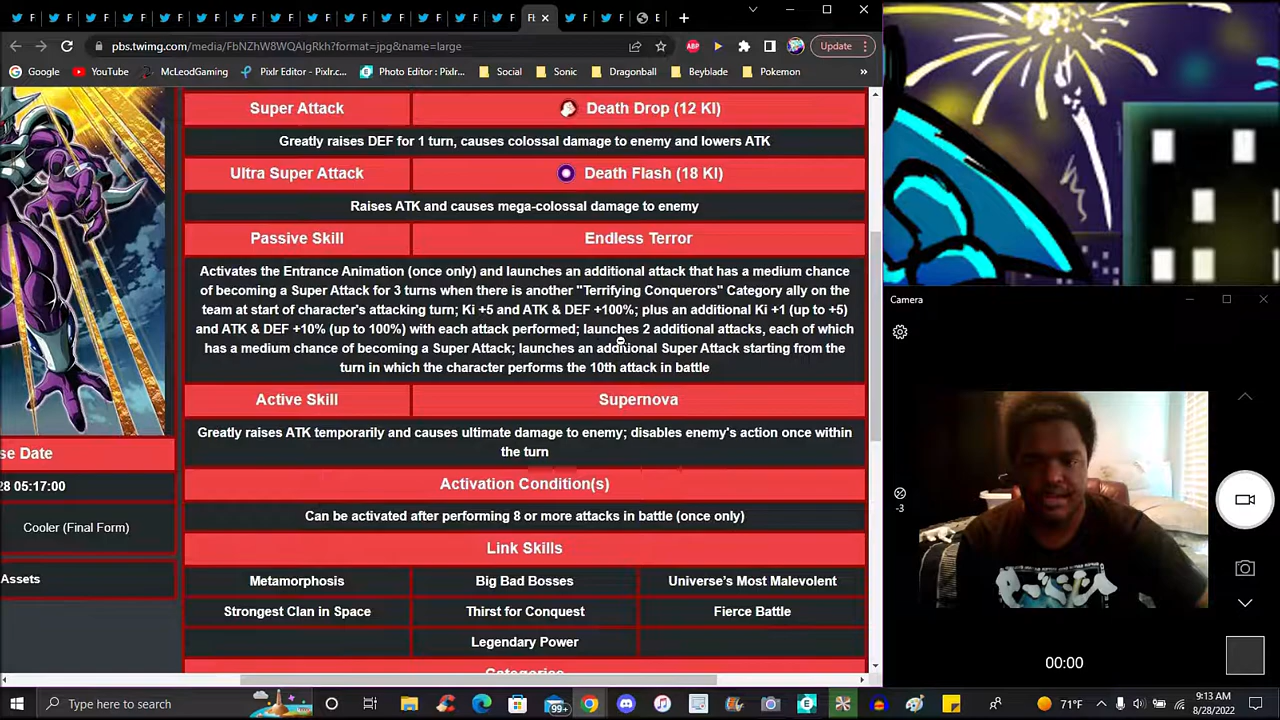 F
F
F
F
F
F
F
F
F
F
F
F
F
Fl
F
F
E
pbs.twimg.com/media/FbNZhW8WQAIgRkh?format=jpg&name=large
ABP
Update
Google
YouTube
McLeodGaming
Pixlr Editor - Pixlr....
Photo Editor : Pixlr...
Social
Sonic
Dragonball
Beyblade
Pokemon
»
Super Attack
Death Drop (12 KI)
Greatly raises DEF for 1 turn, causes colossal damage to enemy and lowers ATK
Ultra Super Attack
Death Flash (18 KI)
Raises ATK and causes mega-colossal damage to enemy
Passive Skill
Endless Terror
Activates the Entrance Animation (once only) and launches an additional attack that has a medium chance
of becoming a Super Attack for 3 turns when there is another "Terrifying Conquerors" Category ally on the
team at start of character's attacking turn; Ki +5 and ATK & DEF +100%; plus an additional Ki +1 (up to +5)
and ATK & DEF +10% (up to 100%) with each attack performed; launches 2 additional attacks, each of which
has a medium chance of becoming a Super Attack; launches an additional Super Attack starting from the
turn in which the character performs the 10th attack in battle
Active Skill
Supernova
Greatly raises ATK temporarily and causes ultimate damage to enemy; disables enemy's action once within
the turn
Activation Condition(s)
Can be activated after performing 8 or more attacks in battle (once only)
Link Skills
Metamorphosis
Big Bad Bosses
Universe's Most Malevolent
Strongest Clan in Space
Thirst for Conquest
Fierce Battle
Legendary Power
Categories
se Date
28 05:17:00
Cooler (Final Form)
Assets
Camera
-3
00:00
Type here to search
99+
71°F
9:13 AM
8/28/2022